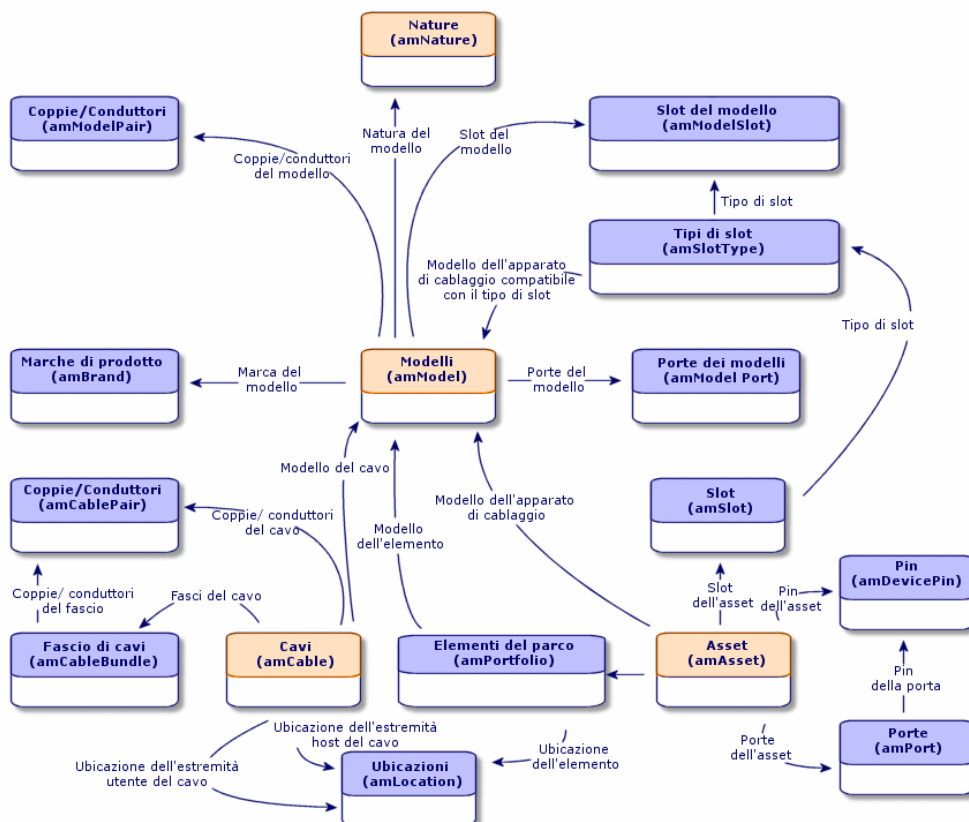 Nature
(amNature)
Coppie/Conduttori
(amModelPair)
Slot del modello
(amModelSlot)
Natura del
modello
Slot del
modello
Coppie/conduttori
del modello
Tipo di slot
Tipi di slot
(amSlotType)
Modello dell'apparato
di cablaggio compatibile
con il tipo di slot
Tipo di slot
Marche di prodotto
(amBrand)
Marca del
modello
Modelli
(amModel)
Porte del
modello
Porte dei modelli
(amModel Port)
Modello del cavo
Coppie/Conduttori
(amCablePair)
Coppie/ conduttori
del cavo
Modello
dell'elemento
Modello dell'apparato
di cablaggio
Slot
(amSlot)
Pin
(amDevicePin)
Coppie/ conduttori
del fascio
Fasci del cavo
Slot
dell'asset
Pin
dell'asset
Fascio di cavi
(amCableBundle)
Cavi
(amCable)
Elementi del parco
(amPortfolio)
Asset
(amAsset)
Pin
della porta
Ubicazione dell'estremità
host del cavo
Ubicazione dell'estremità
utente del cavo
Ubicazioni
(amLocation)
Ubicazione
dell'elemento
Porte
dell'asset
Porte
(amPort)